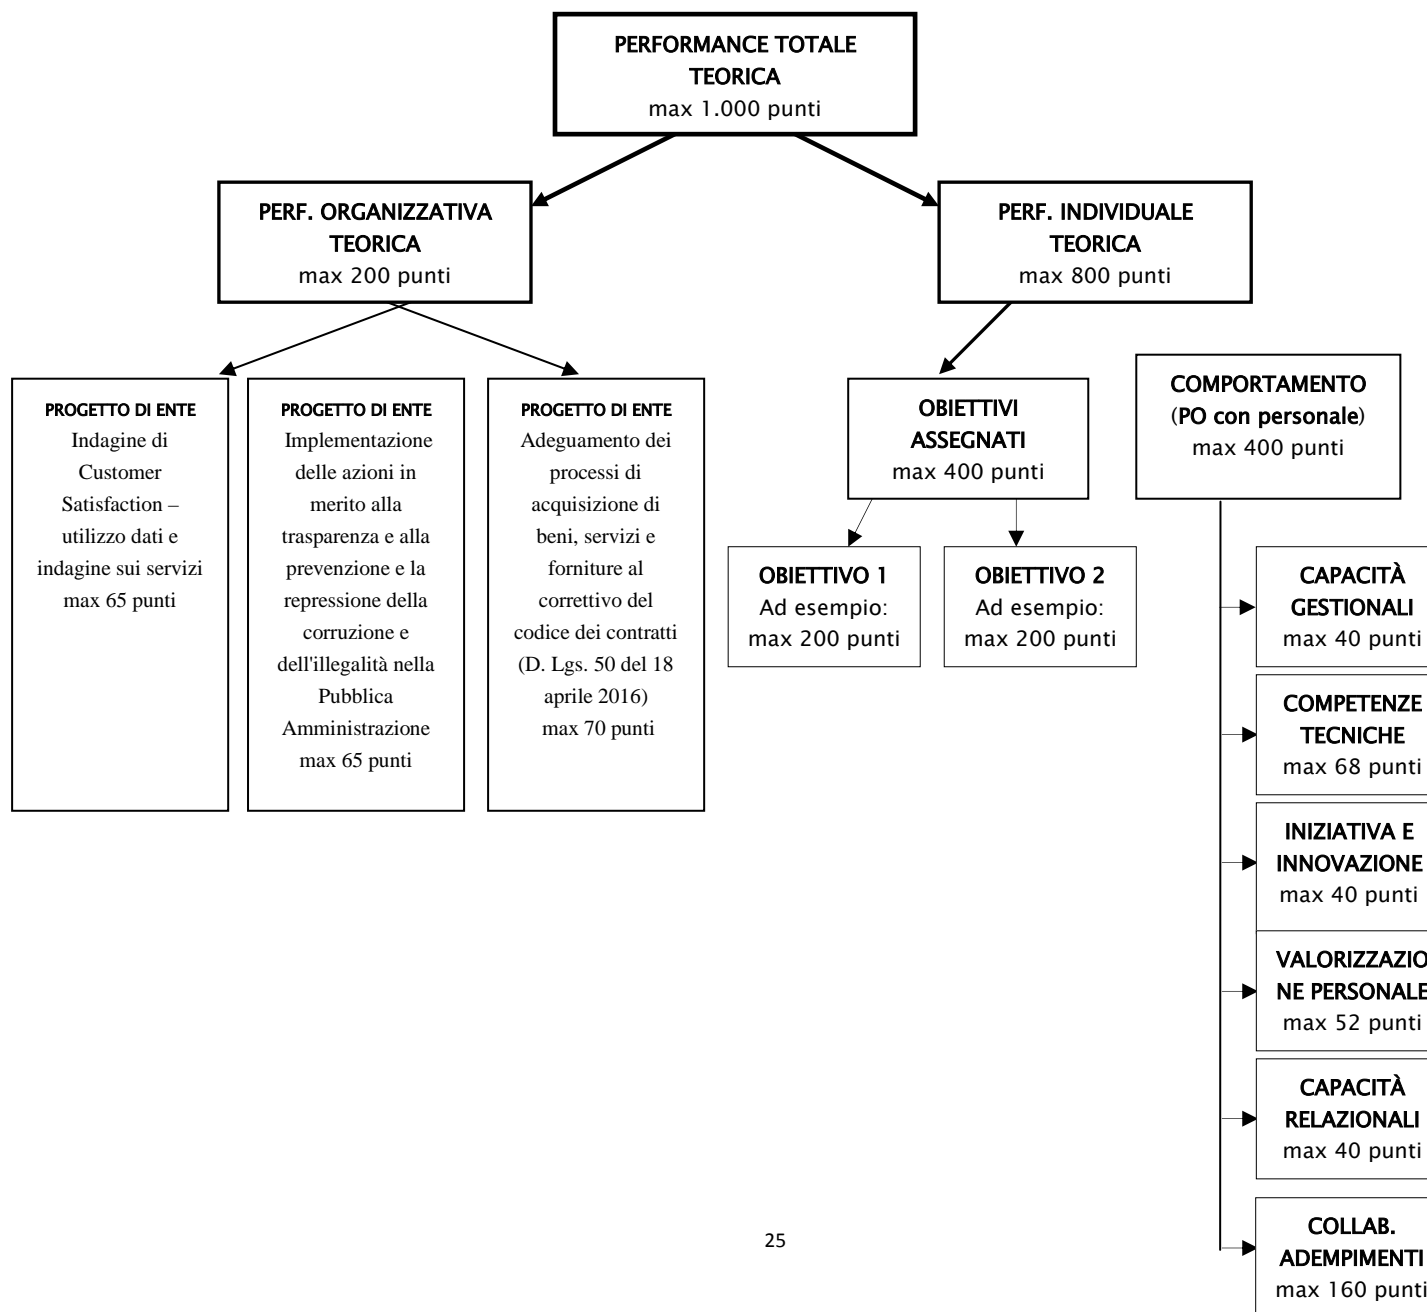 PERFORMANCE TOTALE
TEORICA
max 1.000 punti
PERF. ORGANIZZATIVA
TEORICA
max 200 punti
PERF. INDIVIDUALE
TEORICA
max 800 punti
PROGETTO DI ENTE
Indagine di
Customer
Satisfaction –
utilizzo dati e
indagine sui servizi
max 65 punti
PROGETTO DI ENTE
Implementazione
delle azioni in
merito alla
trasparenza e alla
prevenzione e la
repressione della
corruzione e
dell'illegalità nella
Pubblica
Amministrazione
max 65 punti
PROGETTO DI ENTE
Adeguamento dei
processi di
acquisizione di
beni, servizi e
forniture al
correttivo del
codice dei contratti
(D. Lgs. 50 del 18
aprile 2016)
max 70 punti
OBIETTIVI
ASSEGNATI
max 400 punti
OBIETTIVO 1
Ad esempio:
max 200 punti
OBIETTIVO 2
Ad esempio:
max 200 punti
COMPORTAMENTO
(PO con personale)
max 400 punti
CAPACITÀ
GESTIONALI
max 40 punti
COMPETENZE
TECNICHE
max 68 punti
INIZIATIVA E
INNOVAZIONE
max 40 punti
VALORIZZAZIO
NE PERSONALE
max 52 punti
CAPACITÀ
RELAZIONALI
max 40 punti
COLLAB.
ADEMPIMENTI
max 160 punti
25